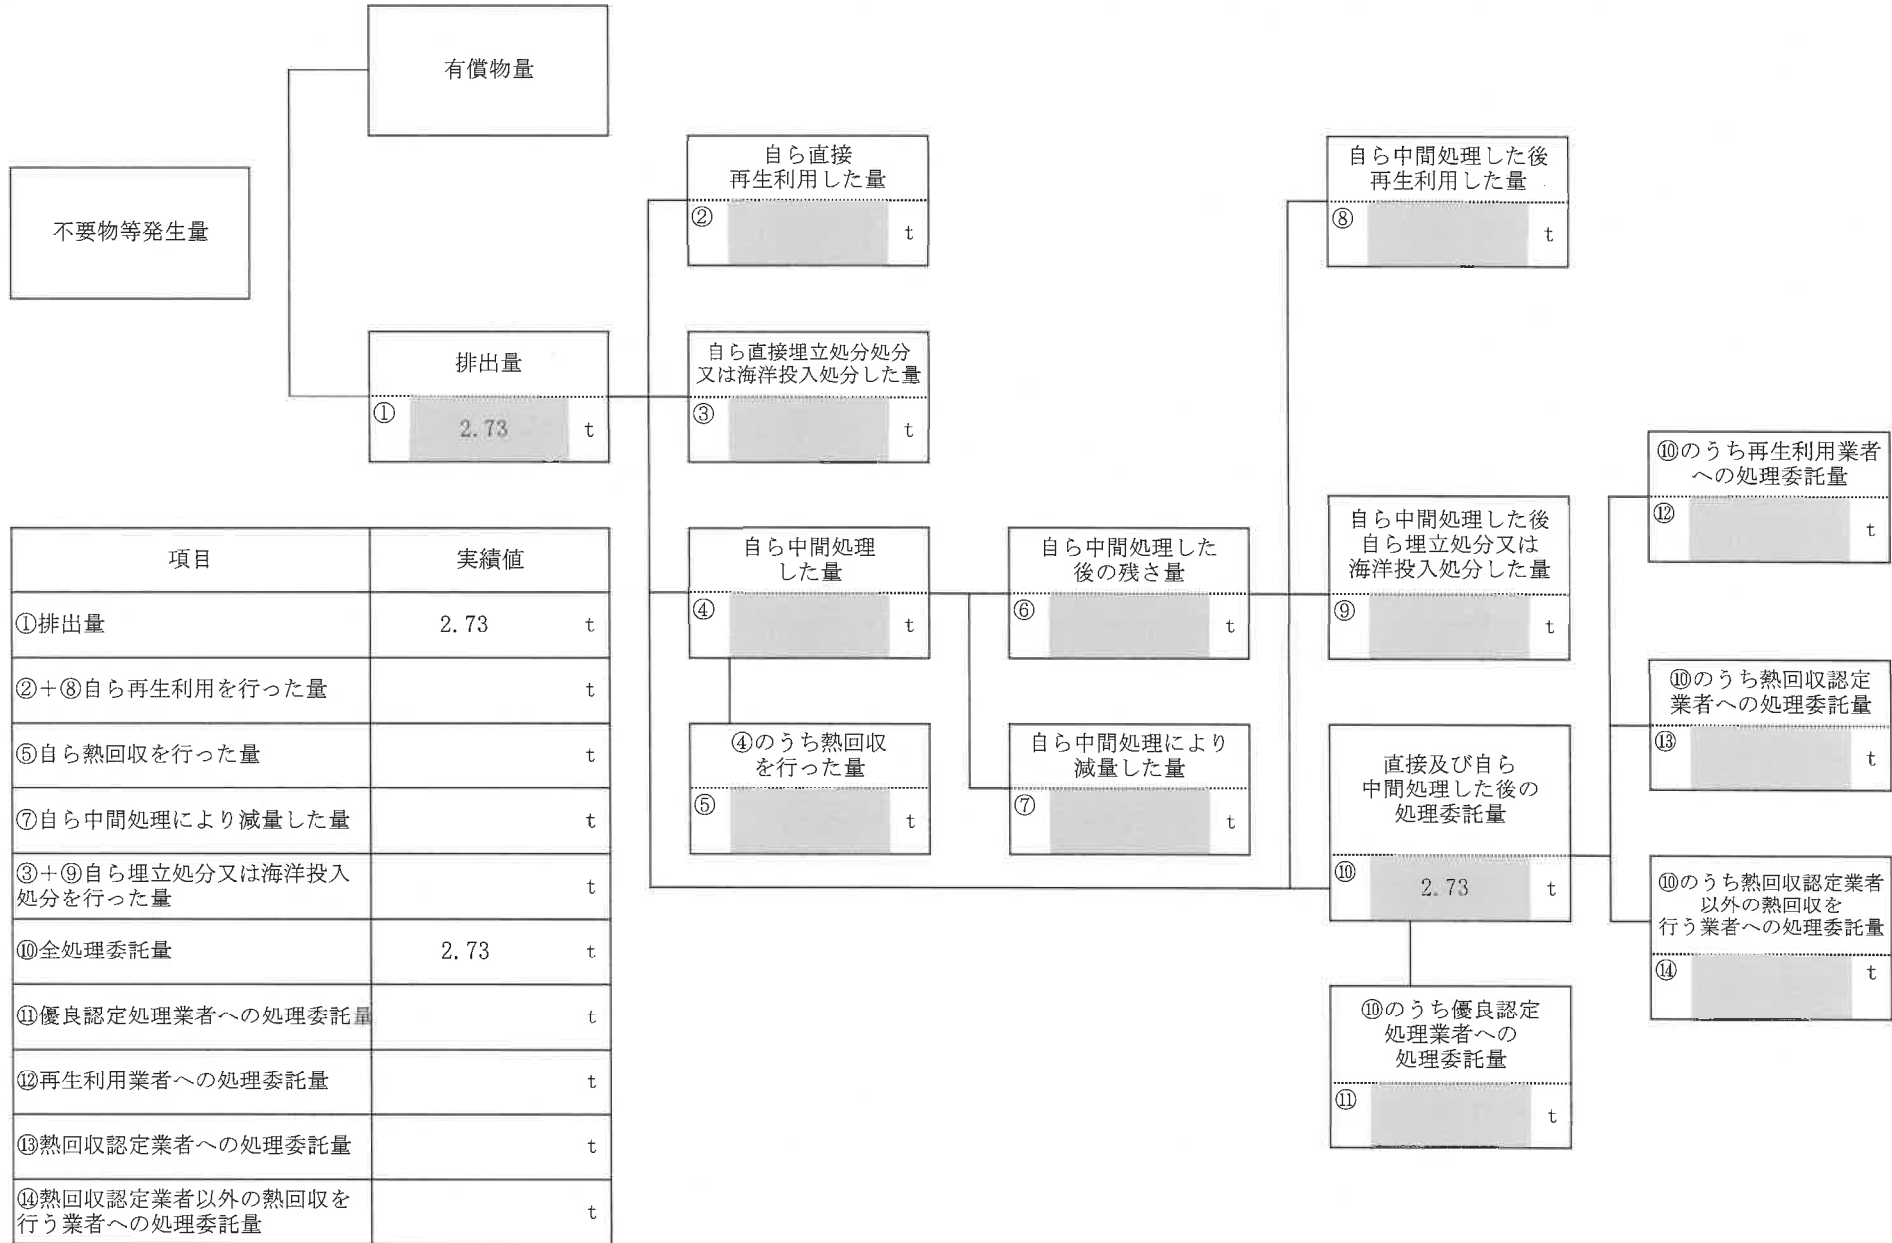 有償物量
不要物等発生量
排出量
① 2.73 t
自ら直接
再生利用した量
② t
自ら直接埋立処分処分
又は海洋投入処分した量
③ t
自ら中間処理
した量
④ t
④のうち熱回収
を行った量
⑤ t
自ら中間処理した
後の残さ量
⑥ t
自ら中間処理により
減量した量
⑦ t
自ら中間処理した後
再生利用した量
⑧ t
自ら中間処理した後
自ら埋立処分又は
海洋投入処分した量
⑨ t
直接及び自ら
中間処理した後の
処理委託量
⑩ 2.73 t
⑩のうち優良認定
処理業者への
処理委託量
⑪ t
⑩のうち再生利用業者
への処理委託量
⑫ t
⑩のうち熱回収認定
業者への処理委託量
⑬ t
⑩のうち熱回収認定業者
以外の熱回収を
行う業者への処理委託量
⑭ t
項目 実績値
①排出量 2.73 t
②+⑧自ら再生利用を行った量 t
⑤自ら熱回収を行った量 t
⑦自ら中間処理により減量した量 t
③+⑨自ら埋立処分又は海洋投入
処分を行った量 t
⑩全処理委託量 2.73 t
⑪優良認定処理業者への処理委託量 t
⑫再生利用業者への処理委託量 t
⑬熱回収認定業者への処理委託量 t
⑭熱回収認定業者以外の熱回収を
行う業者への処理委託量 t